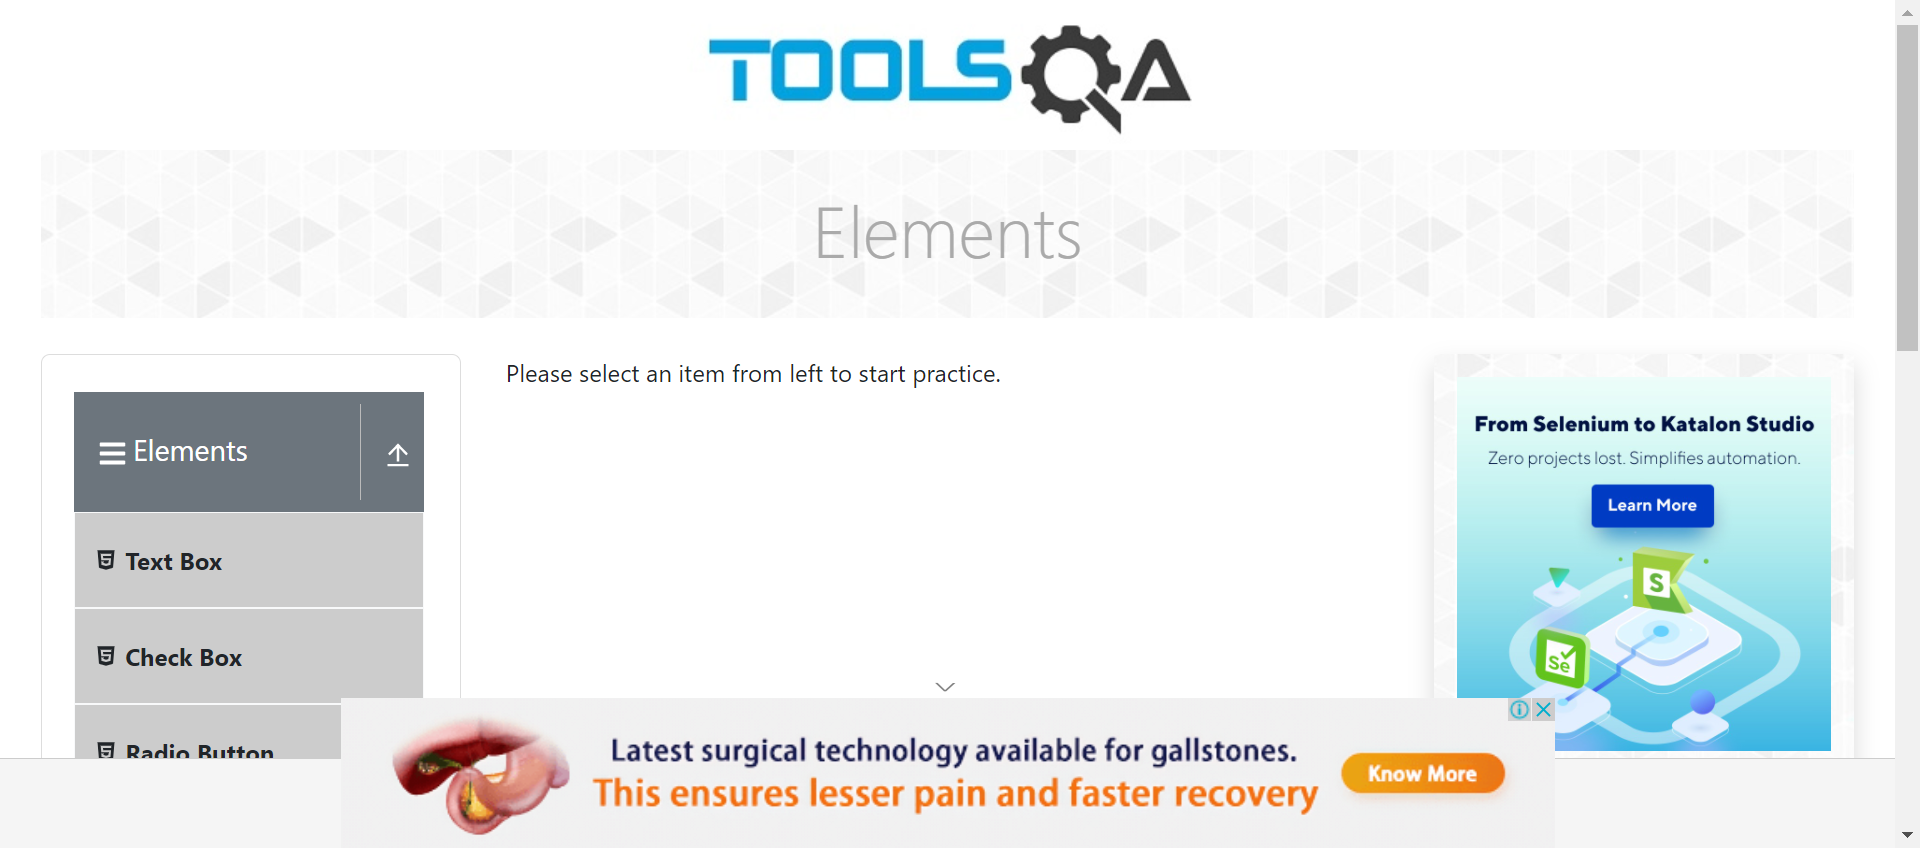 TOOLSQA
Elements
Elements
Text Box
Check Box
Radio Button
Please select an item from left to start practice.
From Selenium to Katalon Studio
Zero projects lost. Simplifies automation.
Learn More
S
Se
Latest surgical technology available for gallstones.
This ensures lesser pain and faster recovery
Know More